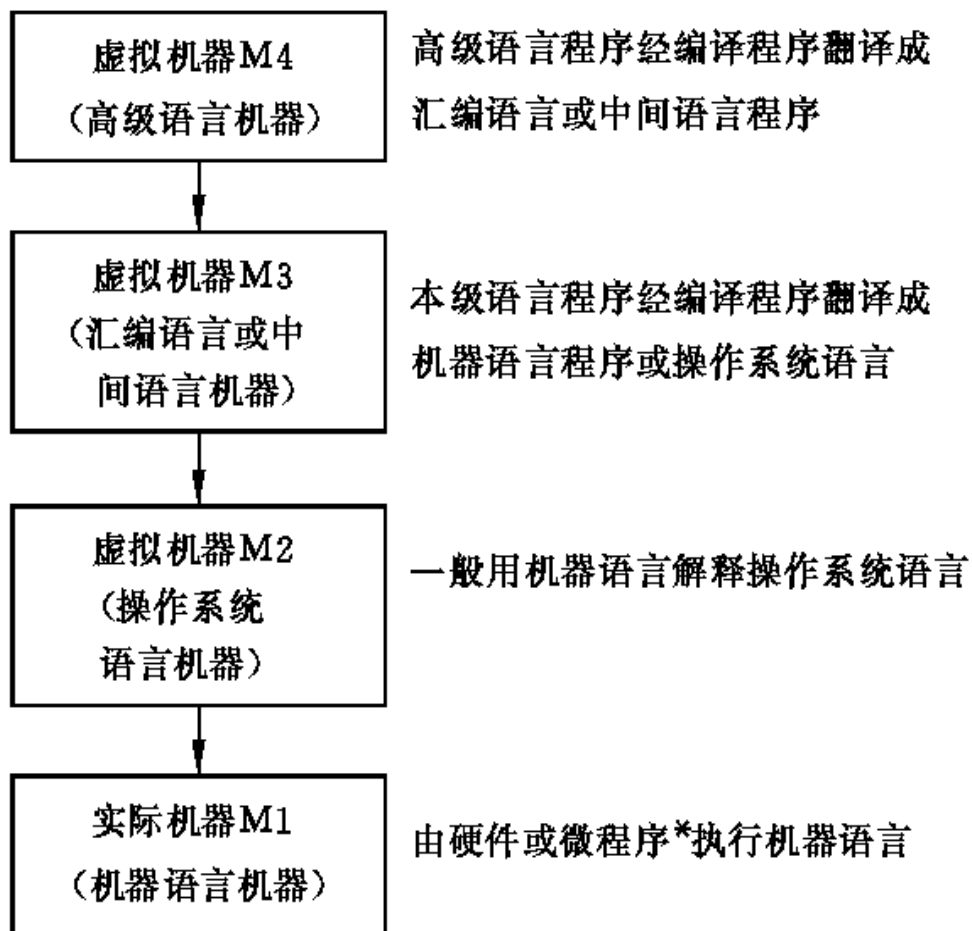 虚拟机器M4
(高级语言机器)
高级语言程序经编译程序翻译成
汇编语言或中间语言程序
虚拟机器M3
(汇编语言或中
间语言机器)
本级语言程序经编译程序翻译成
机器语言程序或操作系统语言
虚拟机器M2
(操作系统
语言机器)
一般用机器语言解释操作系统语言
实际机器M1
(机器语言机器)
由硬件或微程序*执行机器语言